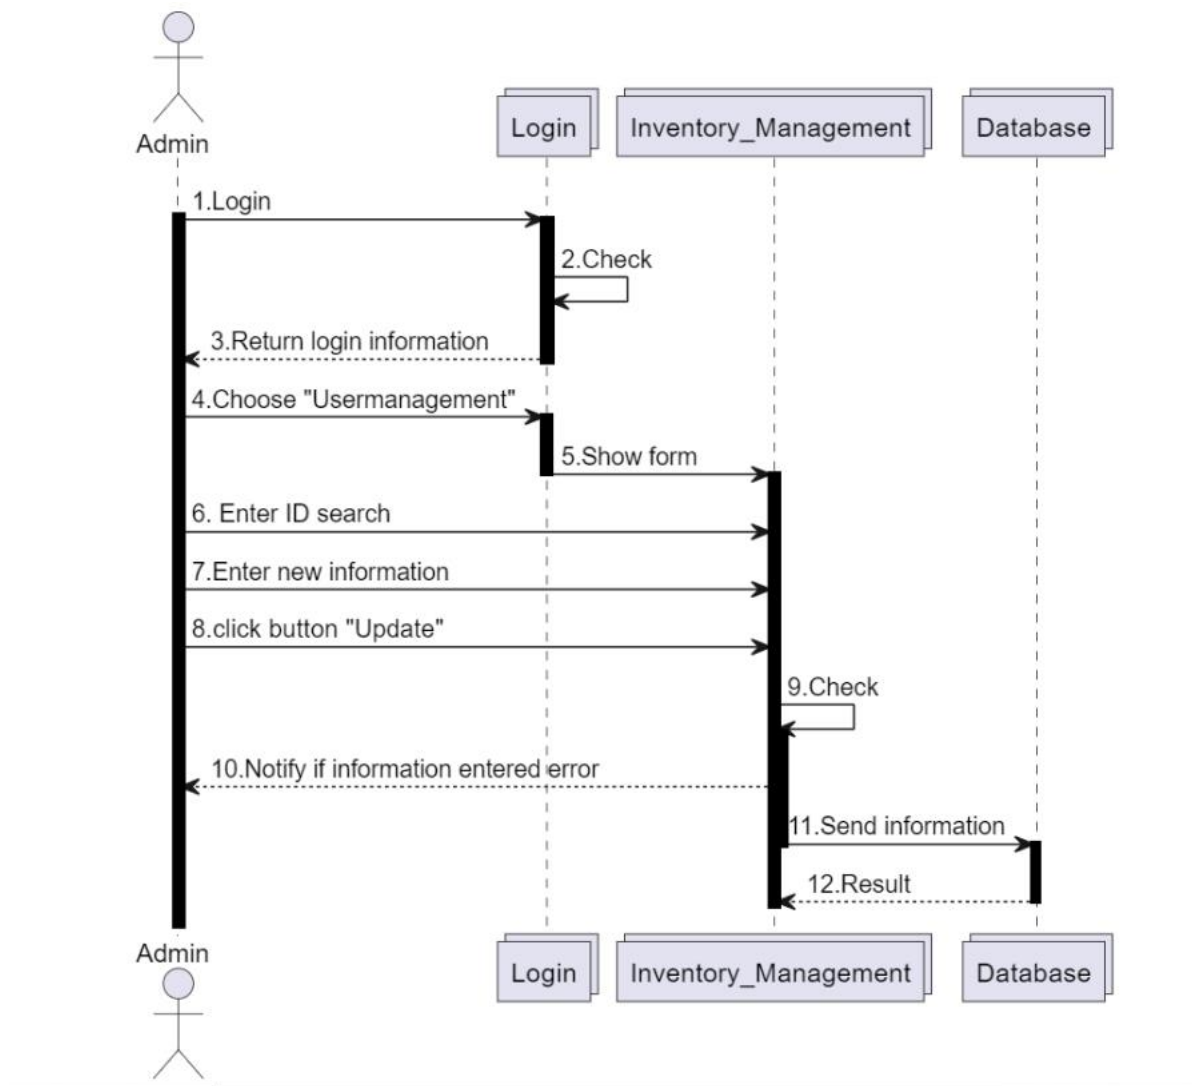 Admin
Login
Inventory_Management
Database
1.Login
2.Check
3.Return login information
4.Choose "Usermanagement"
5.Show form
6. Enter ID search
7.Enter new information
8.click button "Update"
9.Check
10.Notify if information entered error
11.Send information
12.Result
Admin
Login
Inventory_Management
Database